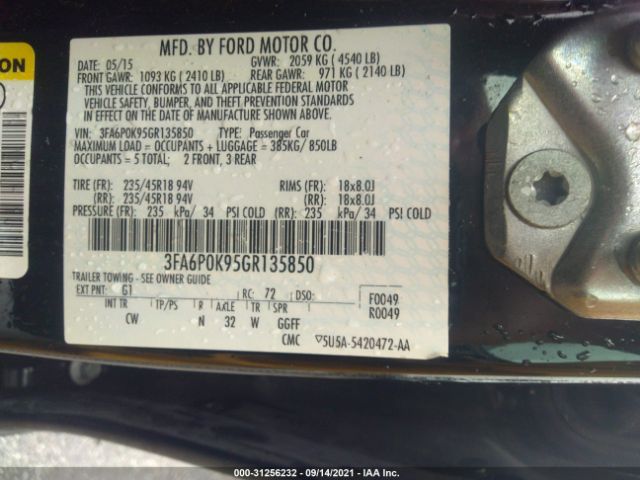 ON
MFD. BY FORD MOTOR CO.
DATE: 05/15 GVWR: 2059 KG ( 4540 LB)
FRONT GAWR: 1093 KG ( 2410 LB) REAR GAWR: 971 KG ( 2140 LB)
THIS VEHICLE CONFORMS TO ALL APPLICABLE FEDERAL MOTOR
VEHICLE SAFETY, BUMPER, AND THEFT PREVENTION STANDARDS IN
EFFECT ON THE DATE OF MANUFACTURE SHOWN ABOVE.
VIN: 3FA6P0K95GR135850 TYPE: Passenger Car
MAXIMUM LOAD = OCCUPANTS + LUGGAGE = 385KG/ 850LB
OCCUPANTS = 5 TOTAL; 2 FRONT, 3 REAR
TIRE (FR): 235/45R18 94V RIMS (FR): 18x8.0J
(RR): 235/45R18 94V (RR): 18x8.0J
PRESSURE (FR): 235 kPa/ 34 PSI COLD (RR): 235 kPa/ 34 PSI COLD
3FA6P0K95GR135850
TRAILER TOWING - SEE OWNER GUIDE
EXT PNT: G1 RC: 72 DSO: F0049
R0049
INT TR TP/PS R AXLE TR SPR
CW N 32 W GGFF
CMC ▽5U5A-5420472-AA
000-31256232 - 09/14/2021 - IAA Inc.